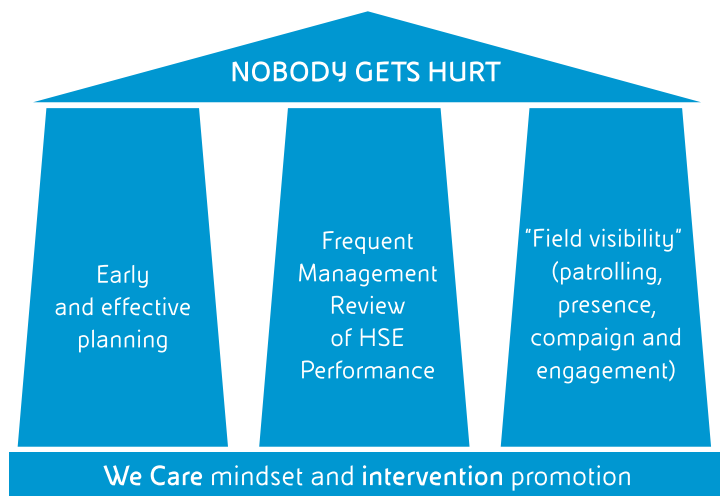 NOBODY GETS HURT
Early
and effective
planning
Frequent
Management
Review
of HSE
Performance
“Field visibility”
(patrolling,
presence,
compaign and
engagement)
We Care mindset and intervention promotion